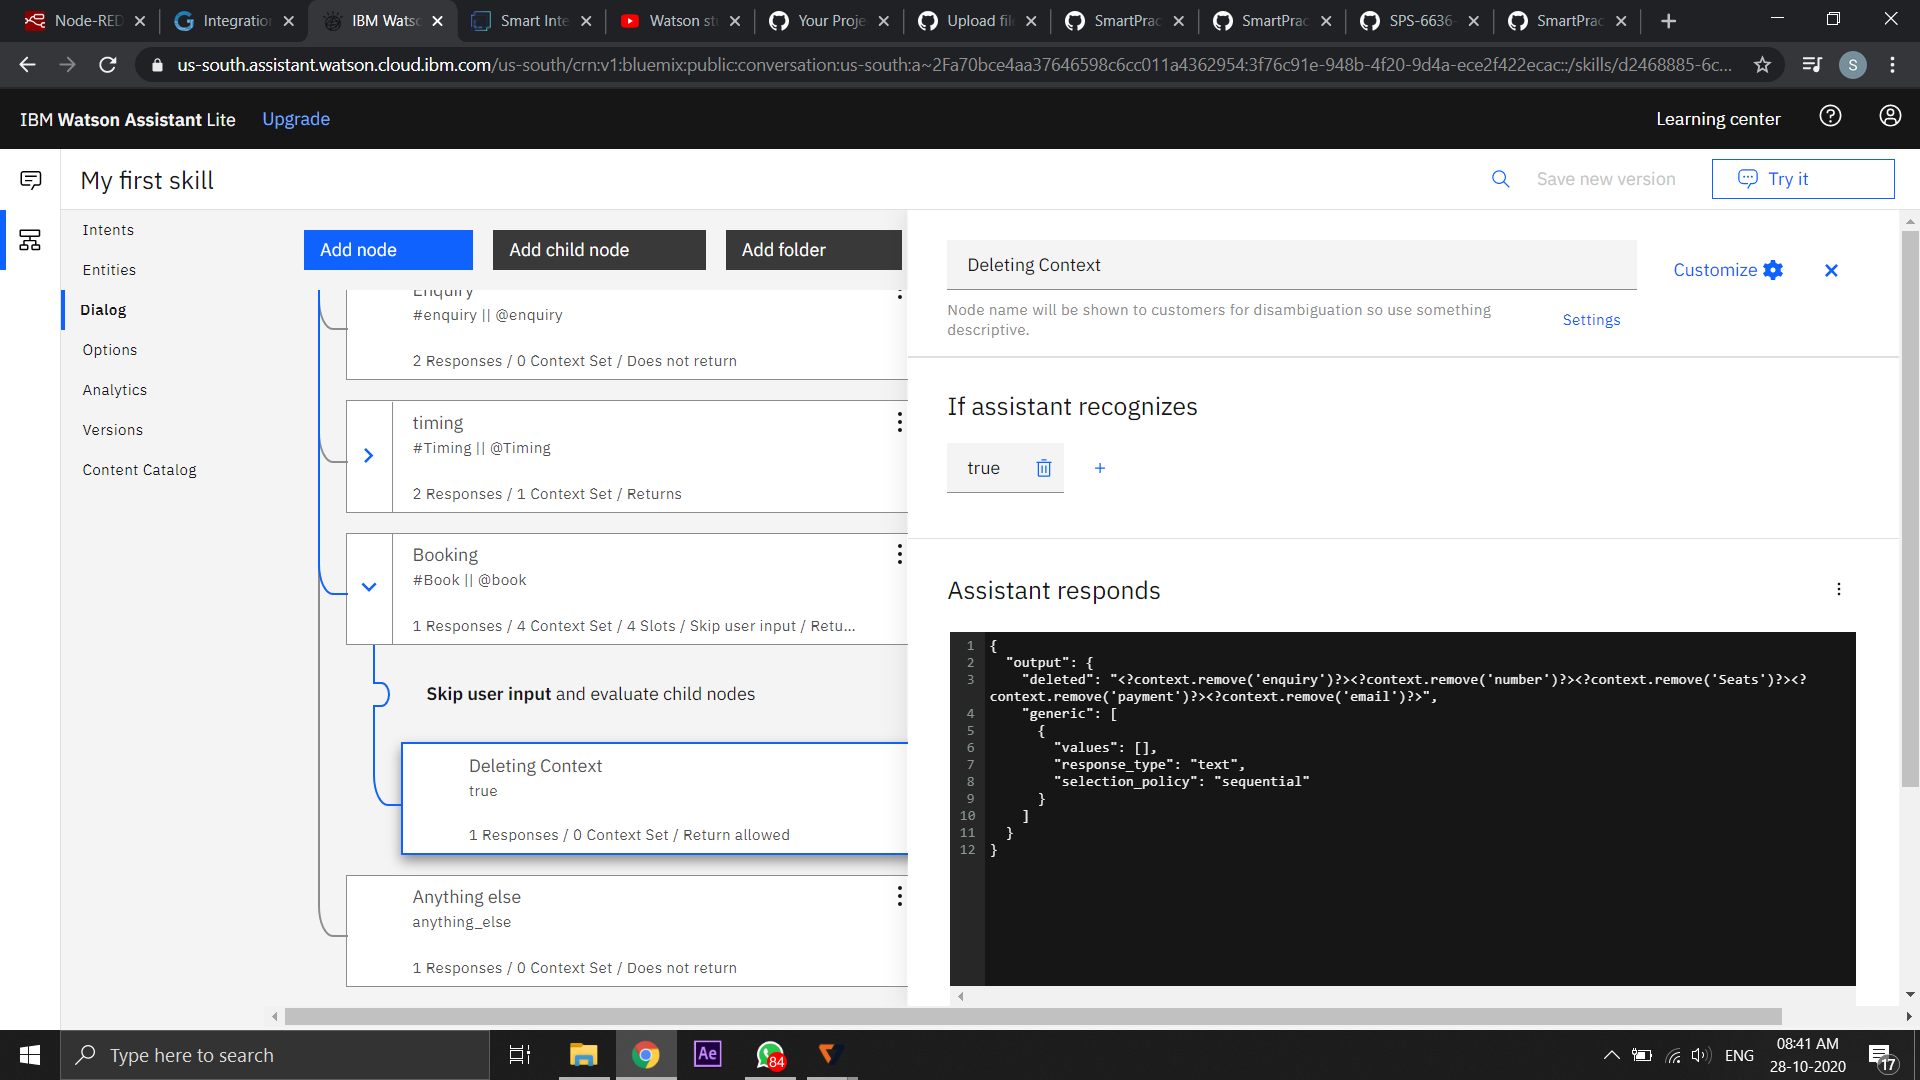 Node-RED
Integration
IBM Wats
Smart Inte
Watson st
Your Proje
Upload fil
SmartPrac
SmartPrac
SPS-6636-
SmartPrac
us-south.assistant.watson.cloud.ibm.com/us-south/crn:v1:bluemix:public:conversation:us-south:a~2Fa70bce4aa37646598c6cc011a4362954:3f76c91e-948b-4f20-9d4a-ece2f422ecac::/skills/d2468885-6c...
S
IBM Watson Assistant Lite
Upgrade
Learning center
My first skill
Save new version
Try it
Intents
Entities
Dialog
Options
Analytics
Versions
Content Catalog
Add node
Add child node
Add folder
Enquiry
#enquiry || @enquiry
2 Responses / 0 Context Set / Does not return
timing
#Timing || @Timing
2 Responses / 1 Context Set / Returns
Booking
#Book || @book
1 Responses / 4 Context Set / 4 Slots / Skip user input / Retu...
Skip user input and evaluate child nodes
Deleting Context
true
1 Responses / 0 Context Set / Return allowed
Anything else
anything_else
1 Responses / 0 Context Set / Does not return
Deleting Context
Customize
Node name will be shown to customers for disambiguation so use something
descriptive.
Settings
If assistant recognizes
true
Assistant responds
1 {
2 "output": {
3 "deleted": "<?context.remove('enquiry')?><?context.remove('number')?><?context.remove('Seats')?><?
context.remove('payment')?><?context.remove('email')?>",
4 "generic": [
5 {
6 "values": [],
7 "response_type": "text",
8 "selection_policy": "sequential"
9 }
10 ]
11 }
12 }
Type here to search
Ae
84
ENG
08:41 AM
28-10-2020
17